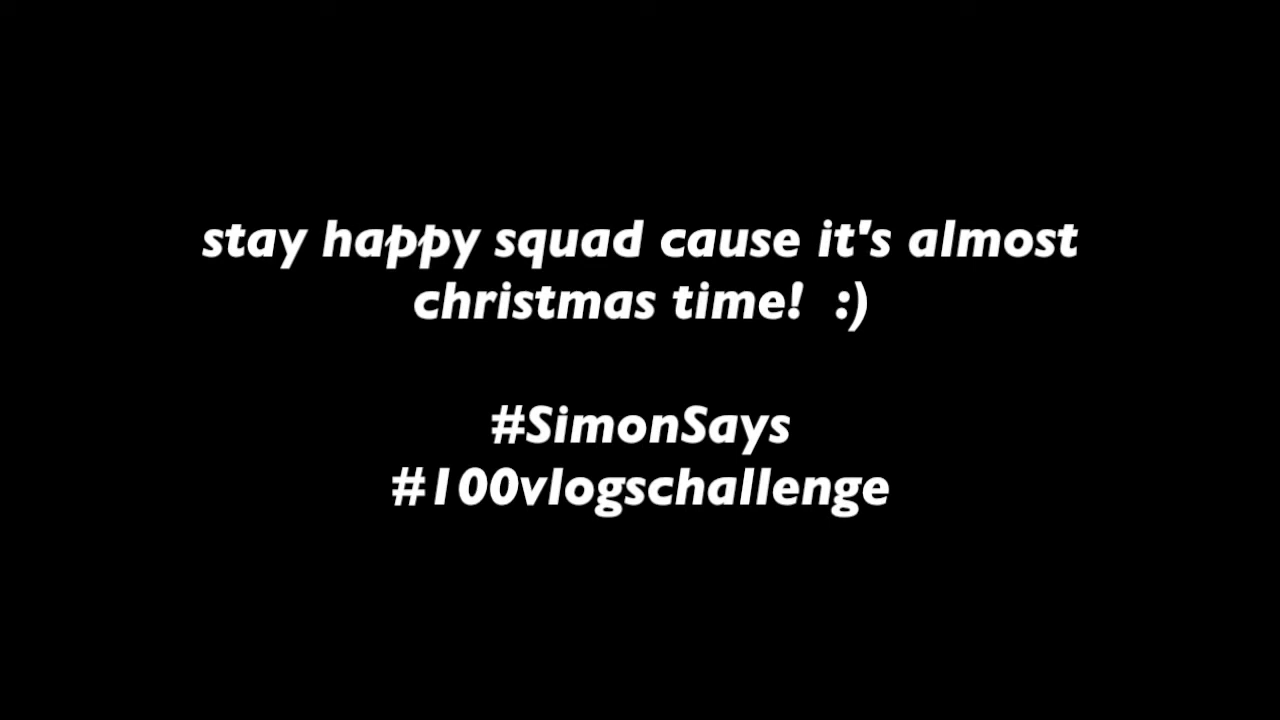 stay happy squad cause it's almost
christmas time!  :)
#SimonSays
#100vlogschallenge